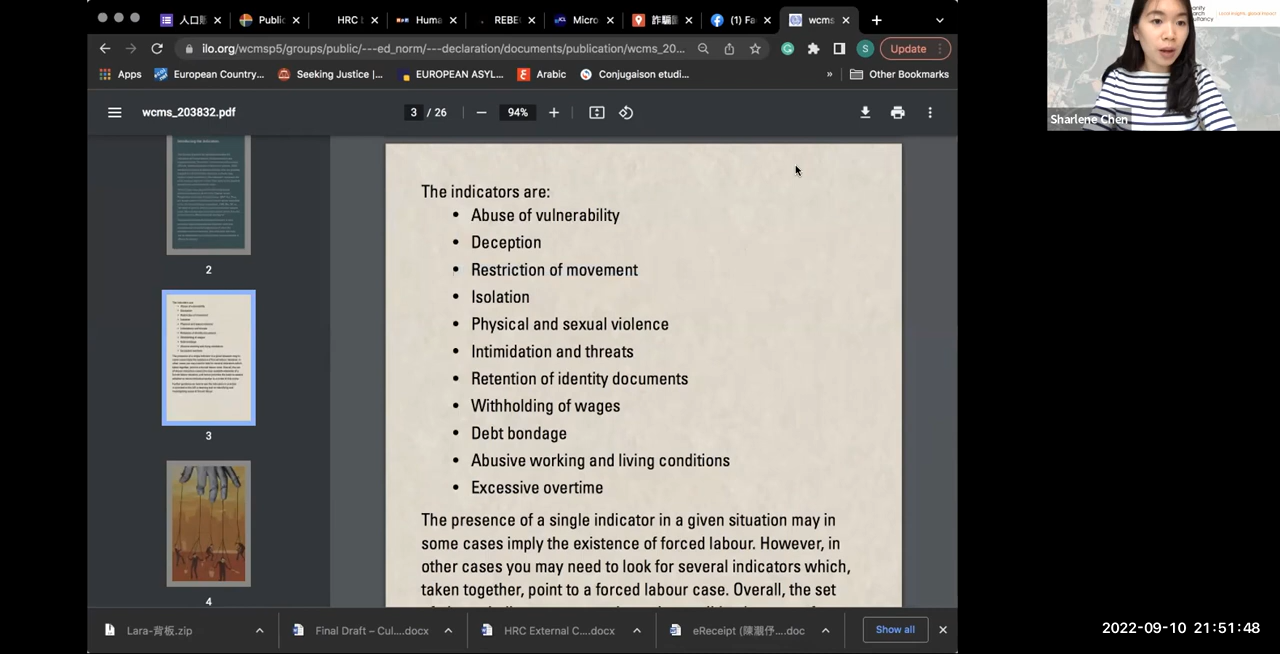 人口販
Public
HRC
Huma
REBE
Micro
詐騙
(1) Fa
wcms
ilo.org/wcmsp5/groups/public/---ed_norm/---declaration/documents/publication/wcms_20...
Update
Apps
European Country...
Seeking Justice |...
EUROPEAN ASYL...
Arabic
Conjugaison etudi...
»
Other Bookmarks
wcms_203832.pdf
3 / 26
94%
Sharlene Chen
2
3
4
The indicators are:
• Abuse of vulnerability
• Deception
• Restriction of movement
• Isolation
• Physical and sexual violence
• Intimidation and threats
• Retention of identity documents
• Withholding of wages
• Debt bondage
• Abusive working and living conditions
• Excessive overtime
The presence of a single indicator in a given situation may in
some cases imply the existence of forced labour. However, in
other cases you may need to look for several indicators which,
taken together, point to a forced labour case. Overall, the set
Lara-背板.zip
Final Draft – Cul....docx
HRC External C....docx
eReceipt (陳灝伃....doc
Show all
2022-09-10 21:51:48